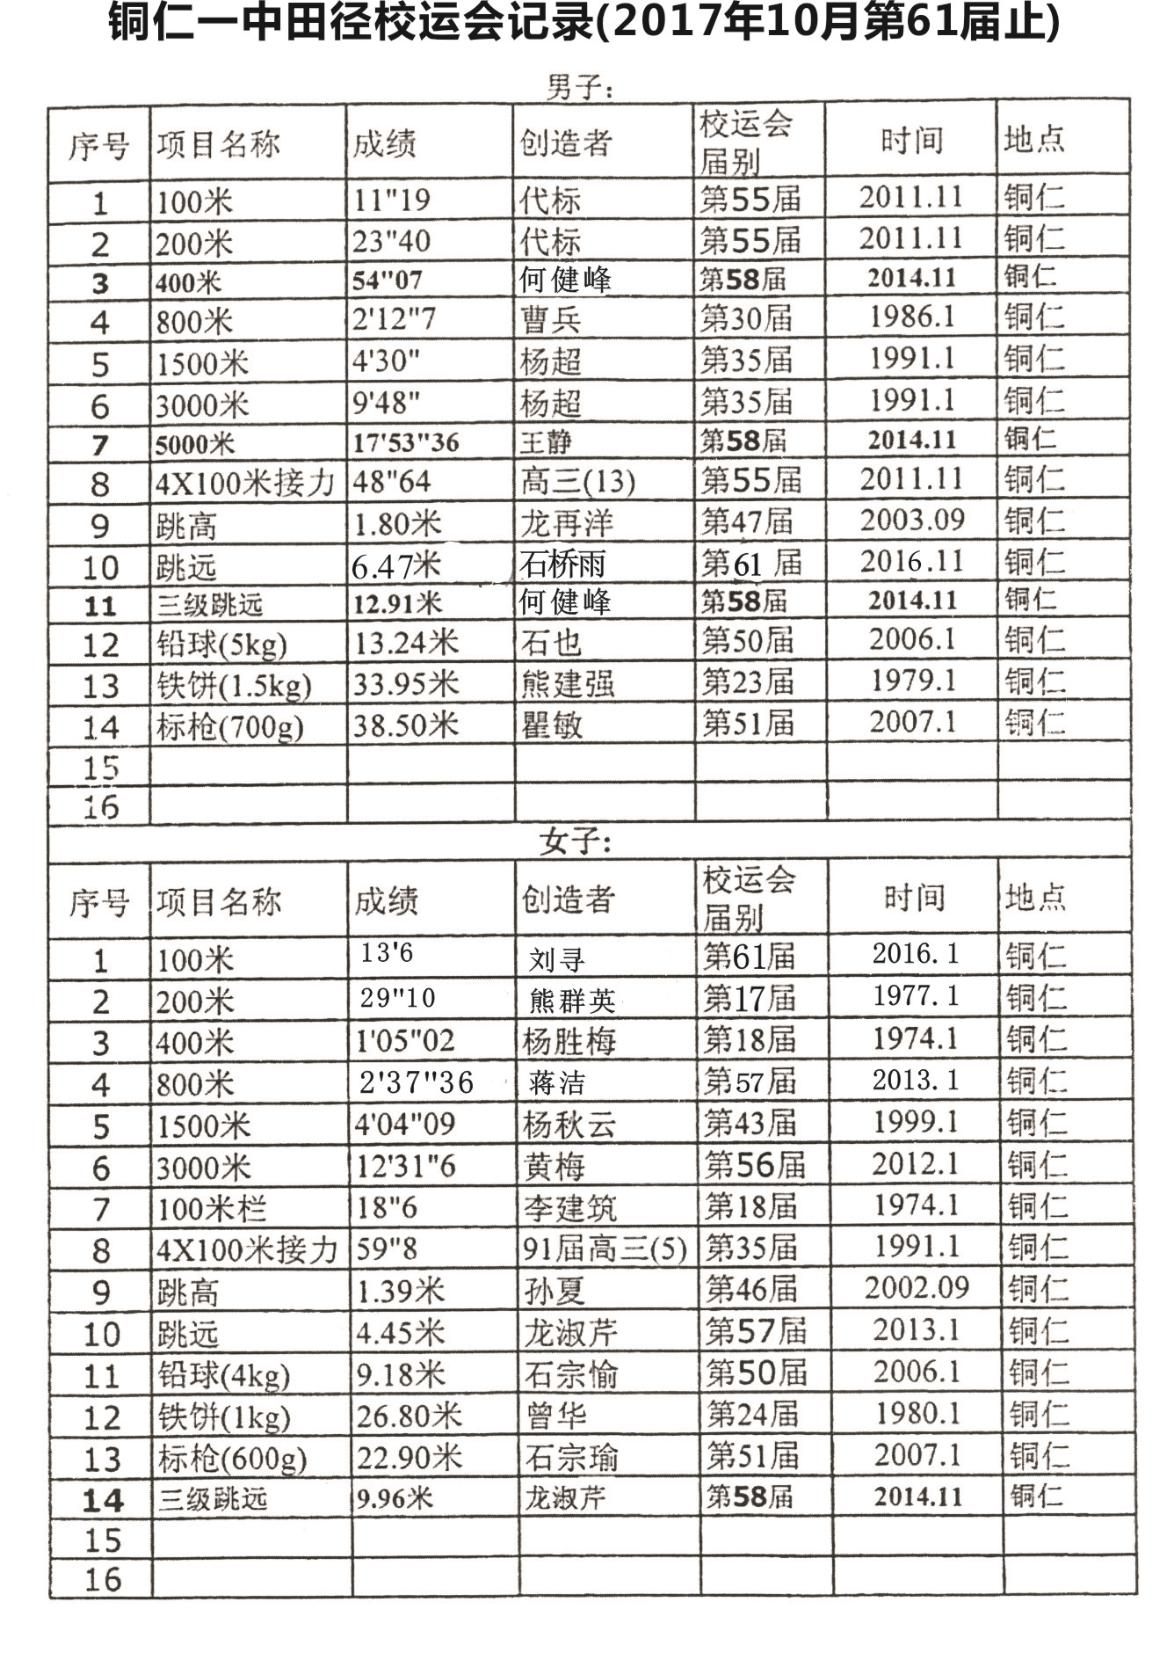 铜仁一中田径校运会记录(2017年10月第61届止)
男子:
序号 项目名称 成绩 创造者 校运会届别 时间 地点
1 100米 11"19 代标 第55届 2011.11 铜仁
2 200米 23"40 代标 第55届 2011.11 铜仁
3 400米 54"07 何健峰 第58届 2014.11 铜仁
4 800米 2'12"7 曹兵 第30届 1986.1 铜仁
5 1500米 4'30" 杨超 第35届 1991.1 铜仁
6 3000米 9'48" 杨超 第35届 1991.1 铜仁
7 5000米 17'53"36 王静 第58届 2014.11 铜仁
8 4X100米接力 48"64 高三(13) 第55届 2011.11 铜仁
9 跳高 1.80米 龙再洋 第47届 2003.09 铜仁
10 跳远 6.47米 石桥雨 第61届 2016.11 铜仁
11 三级跳远 12.91米 何健峰 第58届 2014.11 铜仁
12 铅球(5kg) 13.24米 石也 第50届 2006.1 铜仁
13 铁饼(1.5kg) 33.95米 熊建强 第23届 1979.1 铜仁
14 标枪(700g) 38.50米 瞿敏 第51届 2007.1 铜仁
15
16
女子:
序号 项目名称 成绩 创造者 校运会届别 时间 地点
1 100米 13'6 刘寻 第61届 2016.1 铜仁
2 200米 29"10 熊群英 第17届 1977.1 铜仁
3 400米 1'05"02 杨胜梅 第18届 1974.1 铜仁
4 800米 2'37"36 蒋洁 第57届 2013.1 铜仁
5 1500米 4'04"09 杨秋云 第43届 1999.1 铜仁
6 3000米 12'31"6 黄梅 第56届 2012.1 铜仁
7 100米栏 18"6 李建筑 第18届 1974.1 铜仁
8 4X100米接力 59"8 91届高三(5) 第35届 1991.1 铜仁
9 跳高 1.39米 孙夏 第46届 2002.09 铜仁
10 跳远 4.45米 龙淑芹 第57届 2013.1 铜仁
11 铅球(4kg) 9.18米 石宗愉 第50届 2006.1 铜仁
12 铁饼(1kg) 26.80米 曾华 第24届 1980.1 铜仁
13 标枪(600g) 22.90米 石宗瑜 第51届 2007.1 铜仁
14 三级跳远 9.96米 龙淑芹 第58届 2014.11 铜仁
15
16